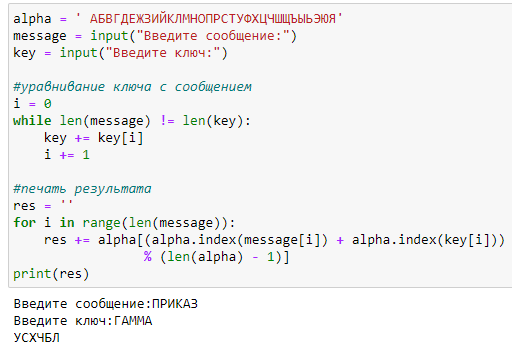 alpha = ' АБВГДЕЖЗИЙКЛМНОПРСТУФХЦЧШЩЪЫЬЭЮЯ'
message = input("Введите сообщение:")
key = input("Введите ключ:")
#уравнивание ключа с сообщением
i = 0
while len(message) != len(key):
    key += key[i]
    i += 1
#печать результата
res = ''
for i in range(len(message)):
    res += alpha[(alpha.index(message[i]) + alpha.index(key[i]))
                 % (len(alpha) - 1)]
print(res)
Введите сообщение:ПРИКАЗ
Введите ключ:ГАММА
УСХЧБЛ